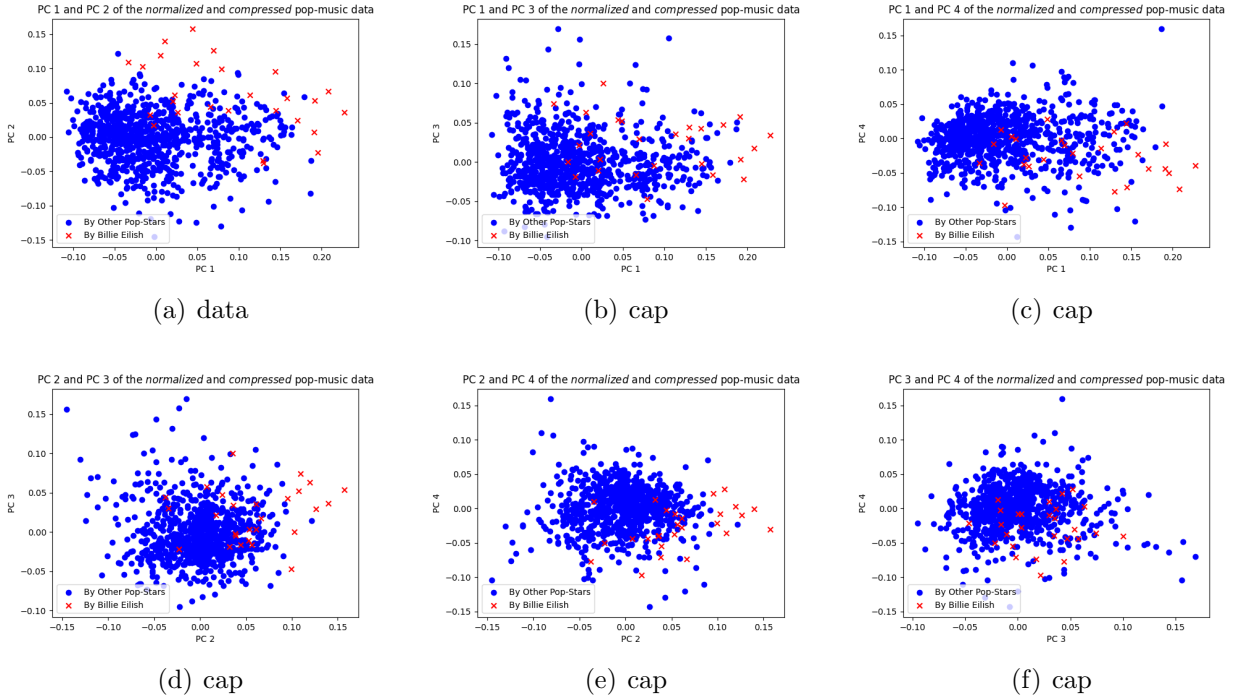 PC 1 and PC 2 of the normalized and compressed pop-music data
PC 2
0.15
0.10
0.05
0.00
−0.05
−0.10
−0.15
By Other Pop-Stars
By Billie Eilish
−0.10 −0.05 0.00 0.05 0.10 0.15 0.20
PC 1
(a) data
PC 1 and PC 3 of the normalized and compressed pop-music data
PC 3
0.15
0.10
0.05
0.00
−0.05
−0.10
By Other Pop-Stars
By Billie Eilish
−0.10 −0.05 0.00 0.05 0.10 0.15 0.20
PC 1
(b) cap
PC 1 and PC 4 of the normalized and compressed pop-music data
PC 4
0.15
0.10
0.05
0.00
−0.05
−0.10
−0.15
By Other Pop-Stars
By Billie Eilish
−0.10 −0.05 0.00 0.05 0.10 0.15 0.20
PC 1
(c) cap
PC 2 and PC 3 of the normalized and compressed pop-music data
PC 3
0.15
0.10
0.05
0.00
−0.05
−0.10
By Other Pop-Stars
By Billie Eilish
−0.15 −0.10 −0.05 0.00 0.05 0.10 0.15
PC 2
(d) cap
PC 2 and PC 4 of the normalized and compressed pop-music data
PC 4
0.15
0.10
0.05
0.00
−0.05
−0.10
−0.15
By Other Pop-Stars
By Billie Eilish
−0.15 −0.10 −0.05 0.00 0.05 0.10 0.15
PC 2
(e) cap
PC 3 and PC 4 of the normalized and compressed pop-music data
PC 4
0.15
0.10
0.05
0.00
−0.05
−0.10
−0.15
By Other Pop-Stars
By Billie Eilish
−0.10 −0.05 0.00 0.05 0.10 0.15
PC 3
(f) cap